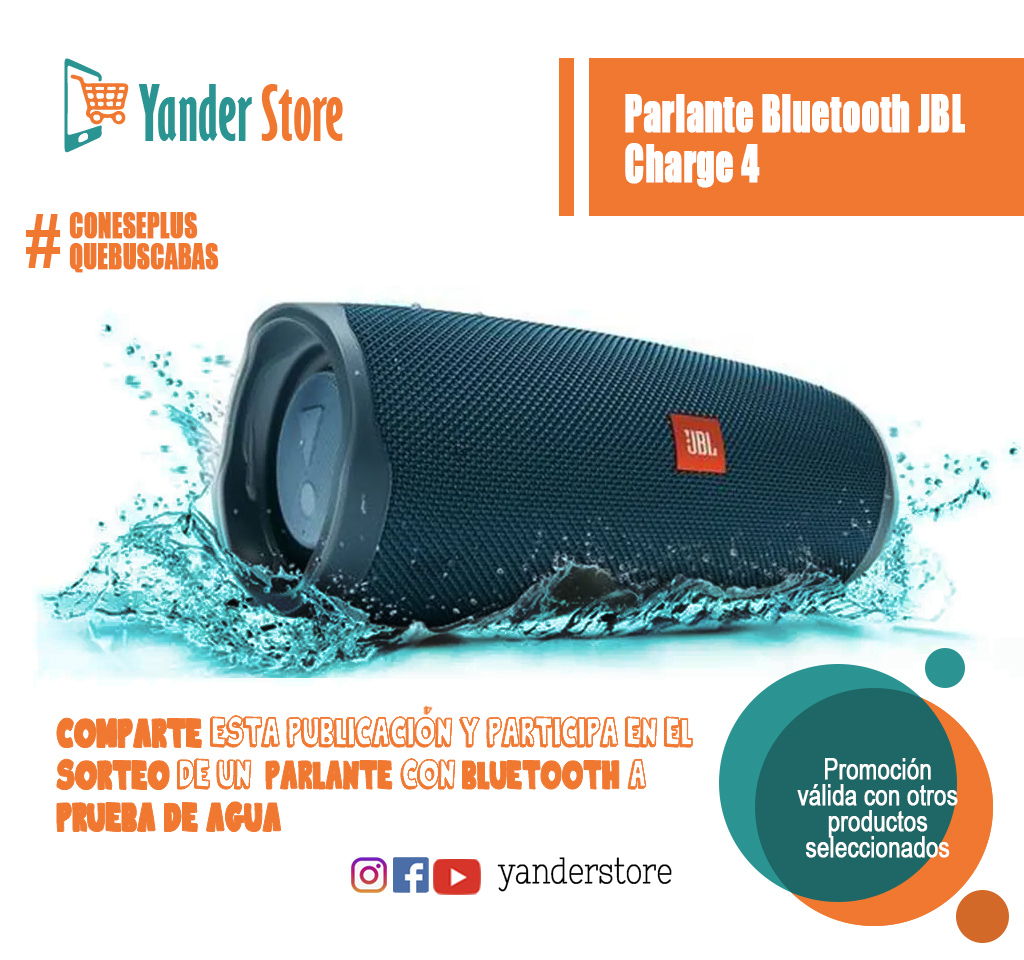 Yander Store
Parlante Bluetooth JBL
Charge 4
# CONESEPLUS
QUEBUSCABAS
JBL
COMPARTE ESTA PUBLICACIÓN Y PARTICIPA EN EL
SORTEO DE UN PARLANTE CON BLUETOOTH A
PRUEBA DE AGUA
Promoción
válida con otros
productos
seleccionados
yanderstore